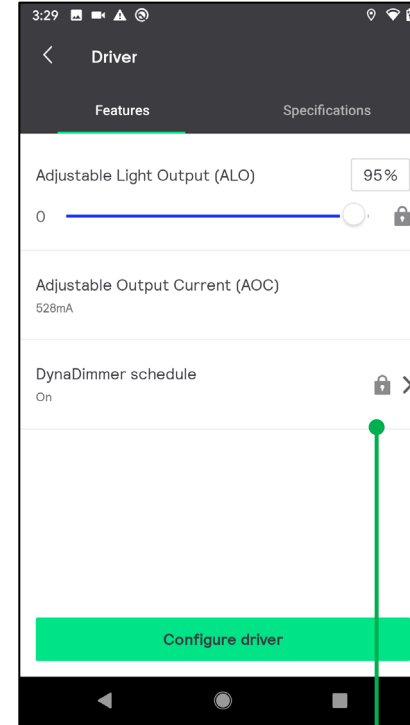 3:29
Driver
Features Specifications
Adjustable Light Output (ALO) 95%
0
Adjustable Output Current (AOC)
528mA
DynaDimmer schedule
On
Configure driver